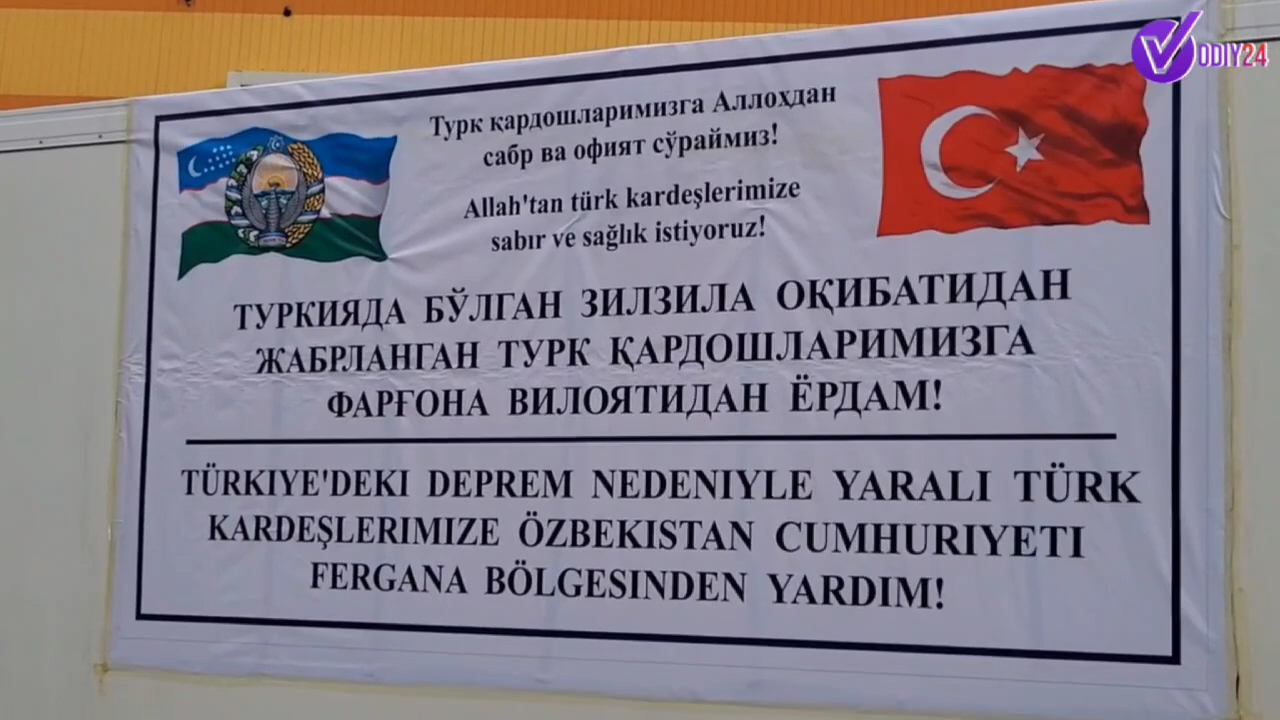 VODIY24
Турк қардошларимизга Аллоҳдан
сабр ва офият сўраймиз!
Allah'tan türk kardeşlerimize
sabır ve sağlık istiyoruz!
ТУРКИЯДА БЎЛГАН ЗИЛЗИЛА ОҚИБАТИДАН
ЖАБРЛАНГАН ТУРК ҚАРДОШЛАРИМИЗГА
ФАРҒОНА ВИЛОЯТИДАН ЁРДАМ!
TÜRKIYE'DEKI DEPREM NEDENIYLE YARALI TÜRK
KARDEŞLERIMIZE ÖZBEKISTAN CUMHURIYETI
FERGANA BÖLGESINDEN YARDIM!